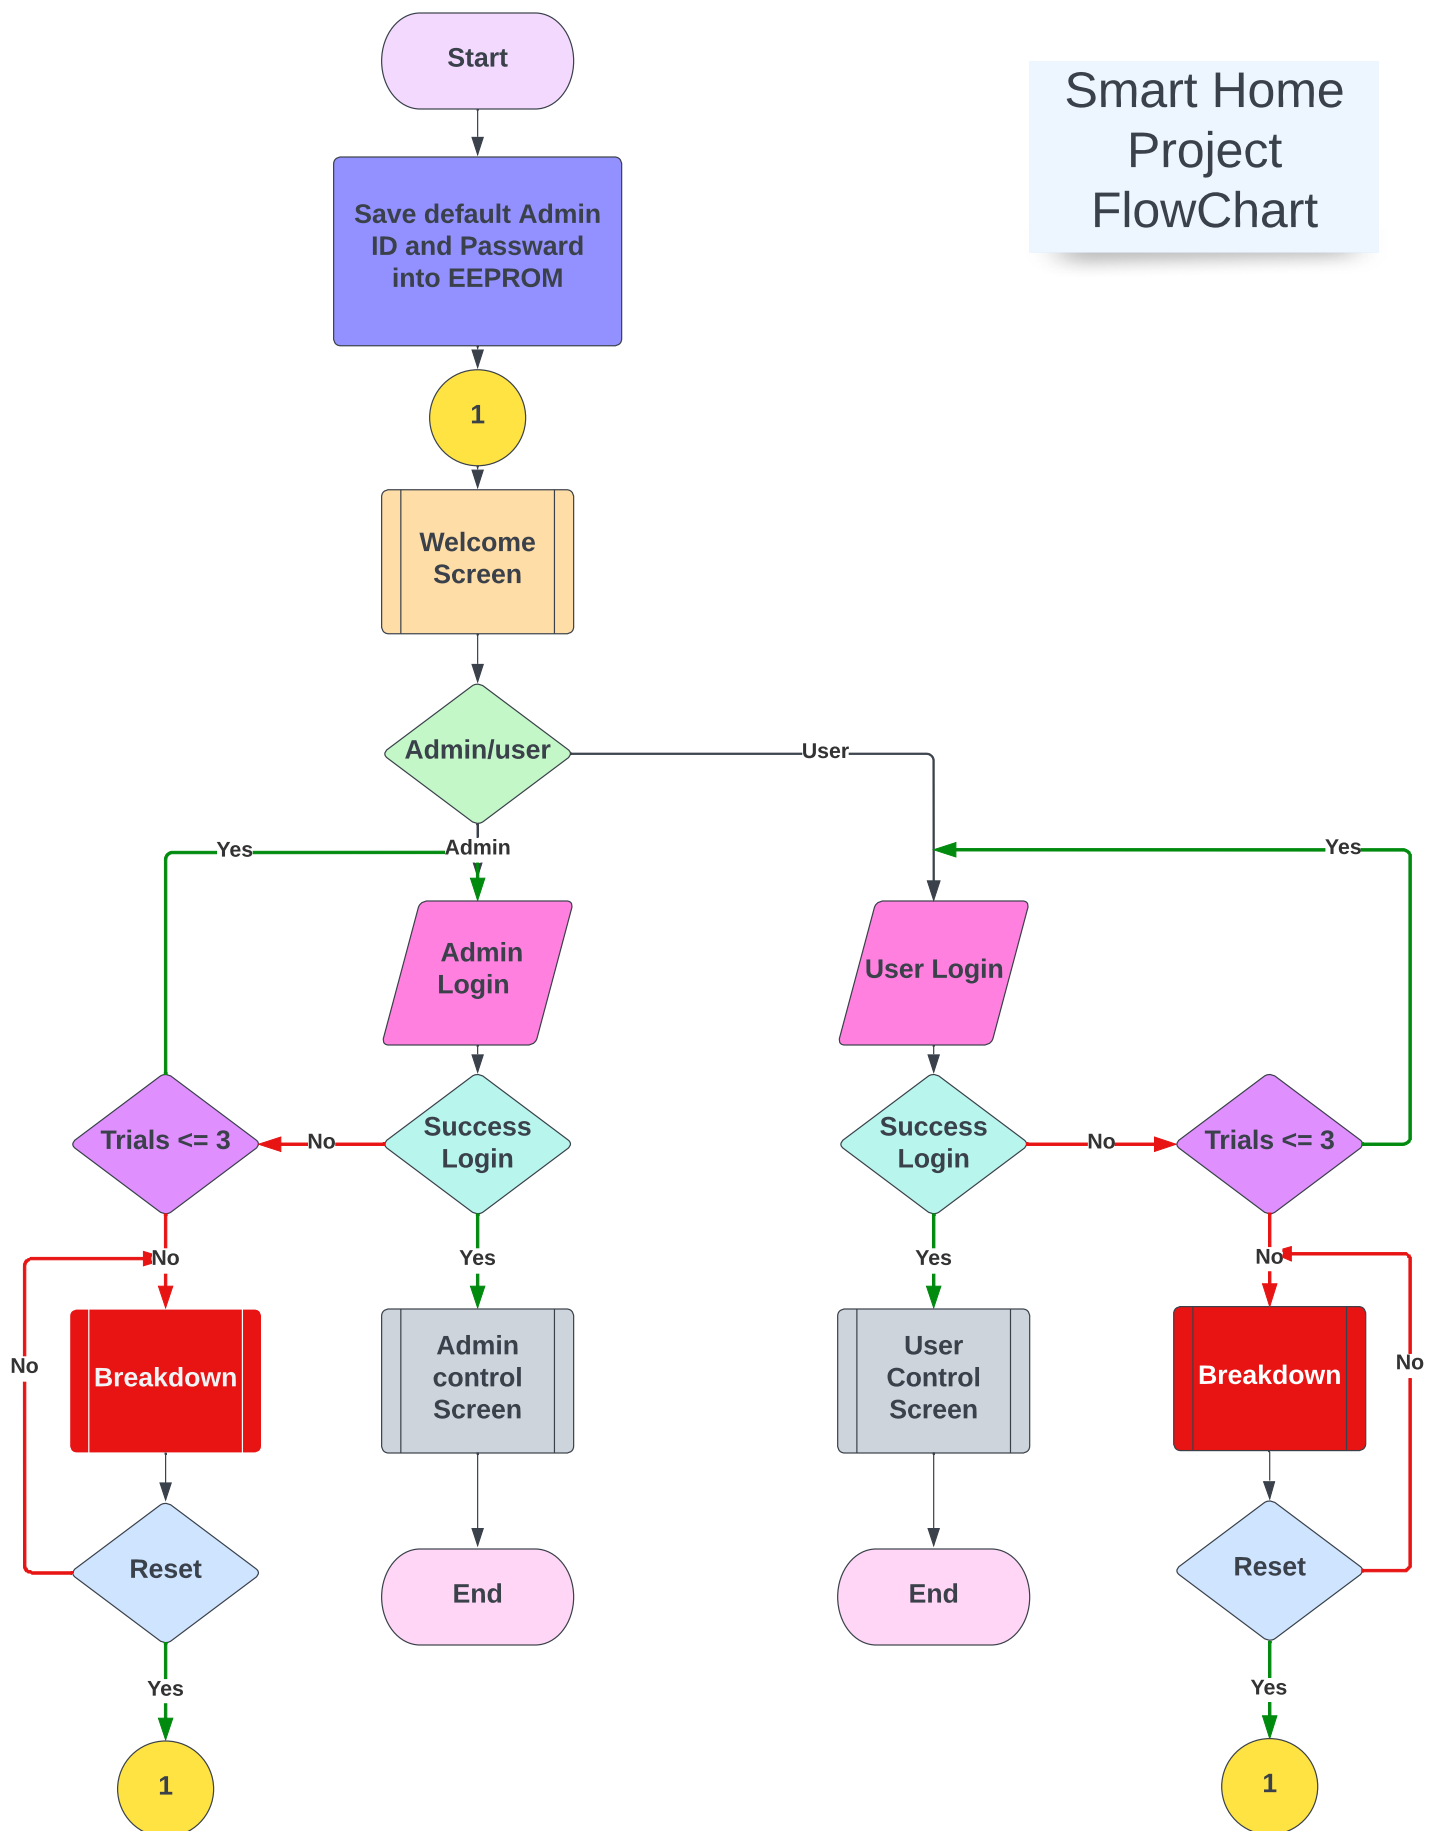 Start
Smart Home
Project
FlowChart
Save default Admin
ID and Passward
into EEPROM
1
Welcome
Screen
Admin/user
User
Yes
Admin
Yes
Admin
Login
User Login
Trials <= 3
No
Success
Login
Success
Login
No
Trials <= 3
No
Yes
Yes
No
No
Breakdown
Admin
control
Screen
User
Control
Screen
Breakdown
No
Reset
End
End
Reset
Yes
Yes
1
1